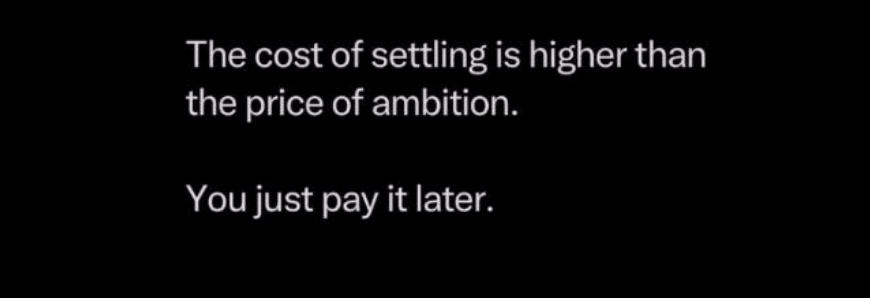 The cost of settling is higher than
the price of ambition.
You just pay it later.